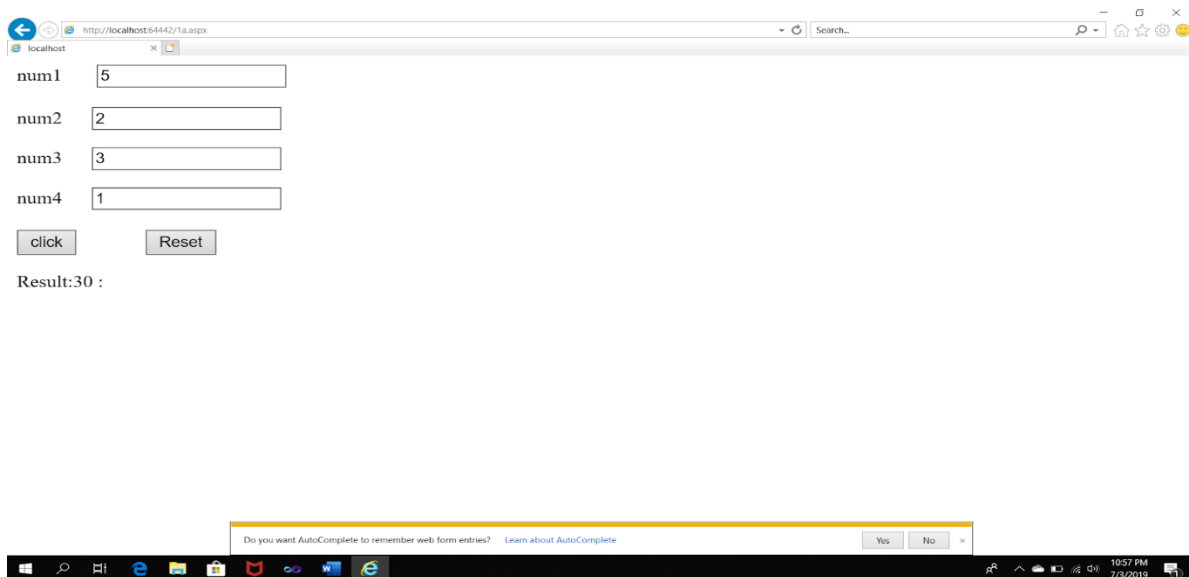 http://localhost:64442/1a.aspx
Search...
localhost
num1 5
num2 2
num3 3
num4 1
click Reset
Result:30 :
Do you want AutoComplete to remember web form entries? Learn about AutoComplete Yes No
10:57 PM
7/3/2019